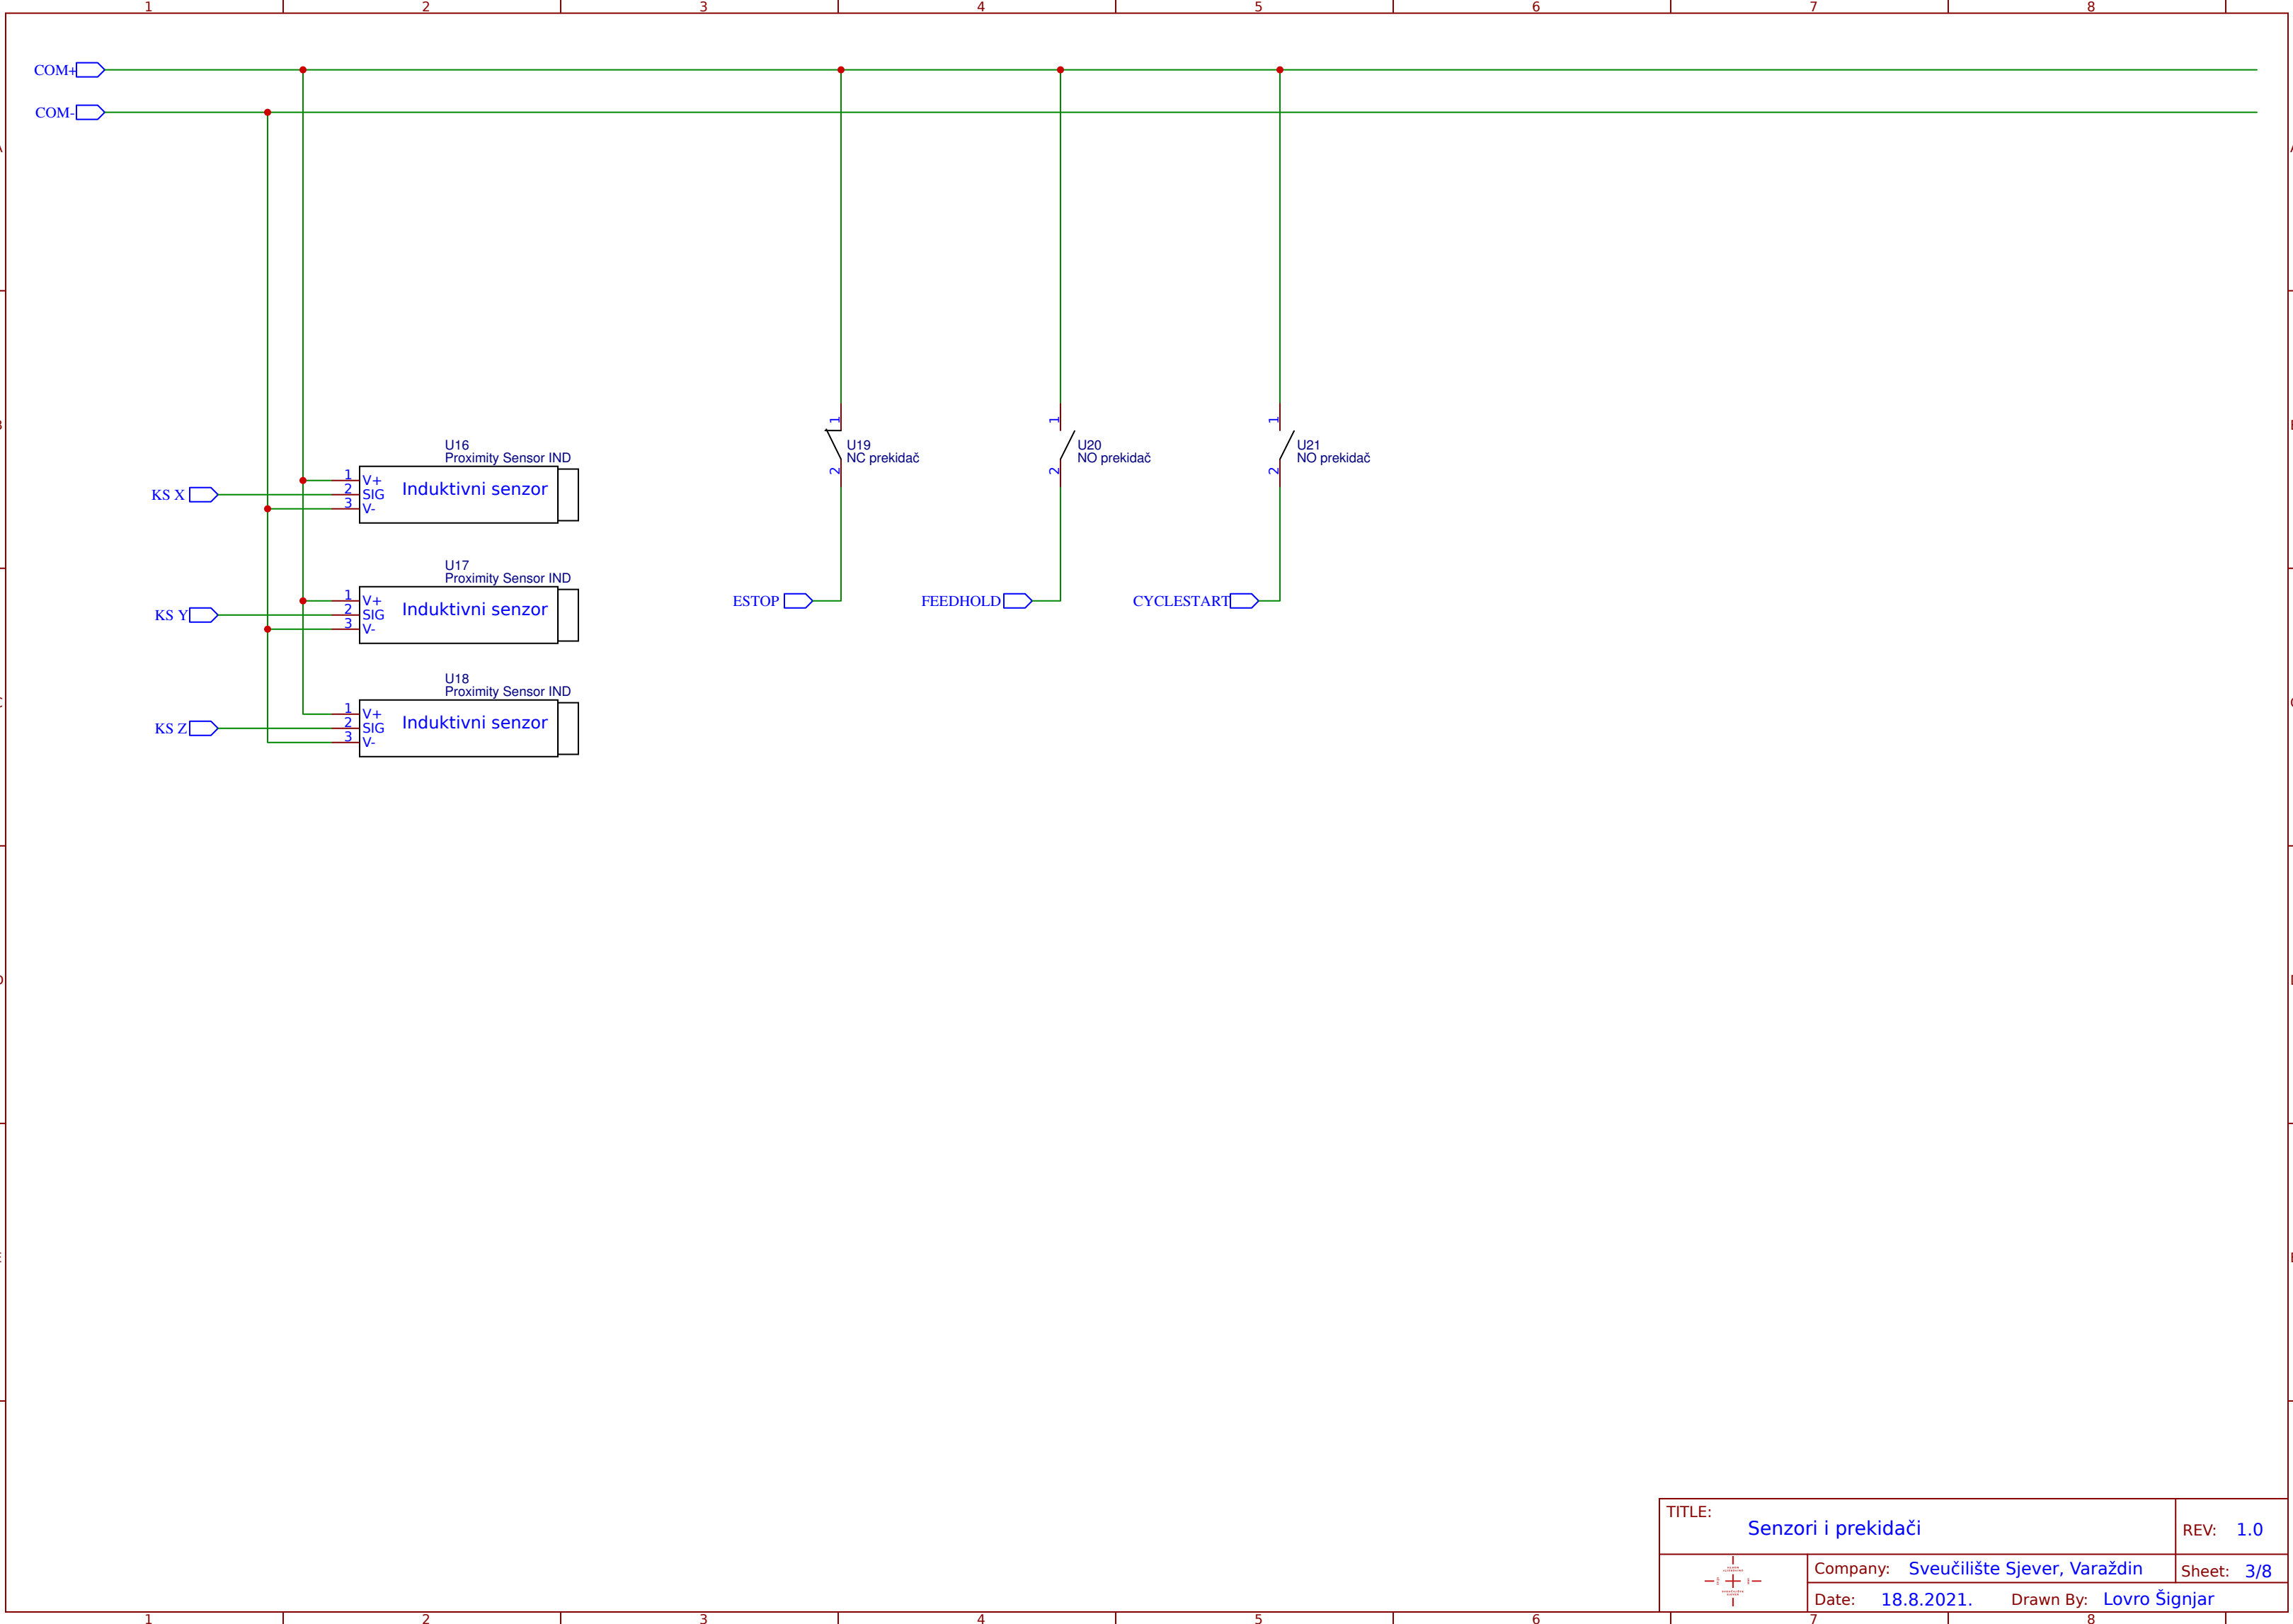 1 2 3 4 5 6 7 8
COM+
COM-
A A
B B
U16
Proximity Sensor IND
KS X
1 V+
2 SIG
3 V-
Induktivni senzor
U17
Proximity Sensor IND
KS Y
1 V+
2 SIG
3 V-
Induktivni senzor
U18
Proximity Sensor IND
KS Z
1 V+
2 SIG
3 V-
Induktivni senzor
1
2
U19
NC prekidač
ESTOP
1
2
U20
NO prekidač
FEEDHOLD
1
2
U21
NO prekidač
CYCLESTART
C C
D D
E E
TITLE:
Senzori i prekidači
REV: 1.0
Company: Sveučilište Sjever, Varaždin
Sheet: 3/8
Date: 18.8.2021.
Drawn By: Lovro Šignjar
1 2 3 4 5 6 7 8